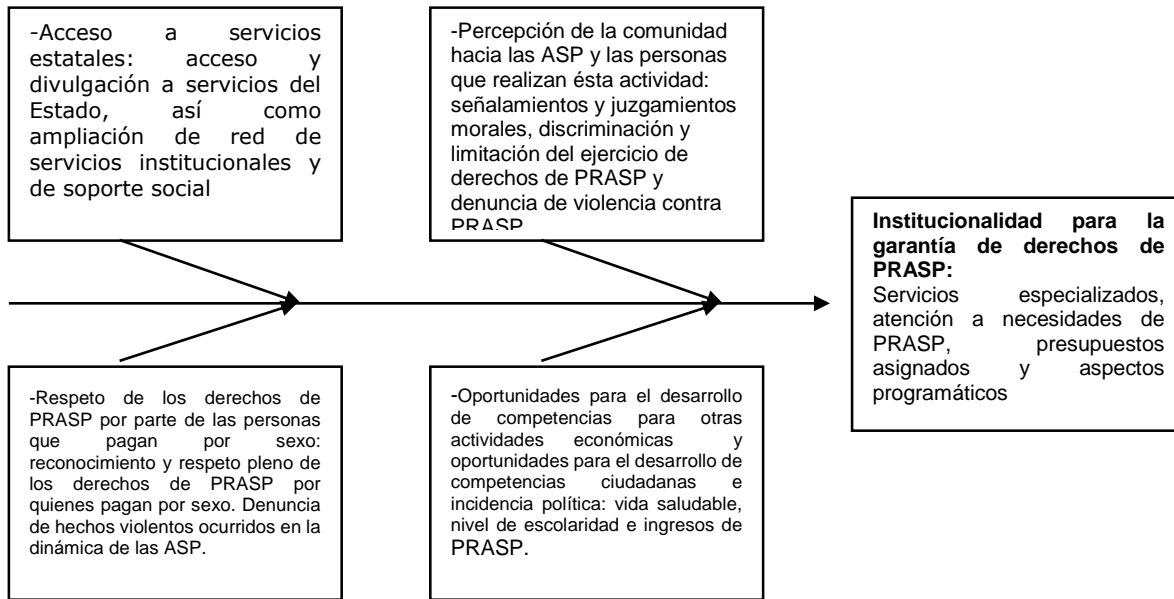 -Acceso a servicios
estatales: acceso y
divulgación a servicios del
Estado, así como
ampliación de red de
servicios institucionales y
de soporte social
-Percepción de la comunidad
hacia las ASP y las personas
que realizan ésta actividad:
señalamientos y juzgamientos
morales, discriminación y
limitación del ejercicio de
derechos de PRASP y
denuncia de violencia contra
PRASP
Institucionalidad para la
garantía de derechos de
PRASP:
Servicios especializados,
atención a necesidades de
PRASP, presupuestos
asignados y aspectos
programáticos
-Respeto de los derechos de
PRASP por parte de las personas
que pagan por sexo:
reconocimiento y respeto pleno de
los derechos de PRASP por
quienes pagan por sexo. Denuncia
de hechos violentos ocurridos en la
dinámica de las ASP.
-Oportunidades para el desarrollo
de competencias para otras
actividades económicas y
oportunidades para el desarrollo de
competencias ciudadanas e
incidencia política: vida saludable,
nivel de escolaridad e ingresos de
PRASP.